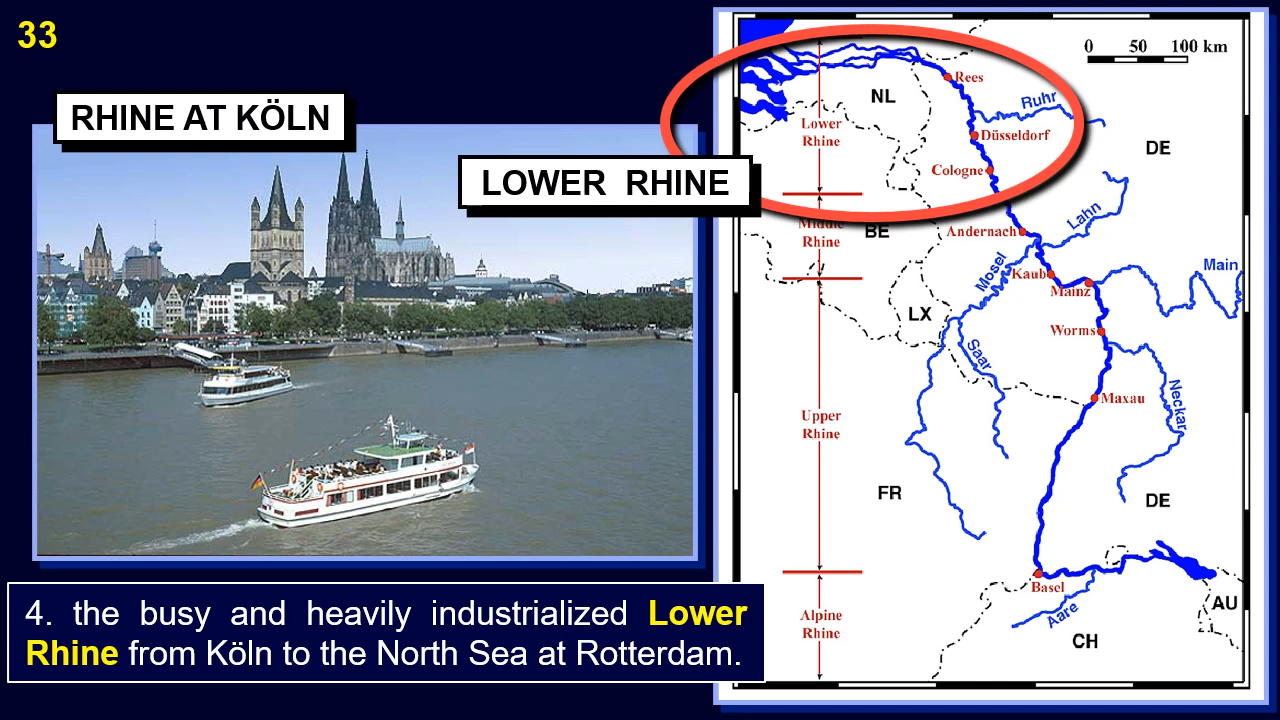 33
RHINE AT KÖLN
LOWER RHINE
0 50 100 km
Rees
NL
Ruhr
Lower
Rhine
Düsseldorf
DE
Cologne
Lahn
Middle
Rhine
BE
Andernach
Mosel
Kaub
Main
Mainz
LX
Worms
Saar
Neckar
Maxau
Upper
Rhine
FR
DE
Basel
Aare
AU
Alpine
Rhine
CH
4. the busy and heavily industrialized Lower
Rhine from Köln to the North Sea at Rotterdam.